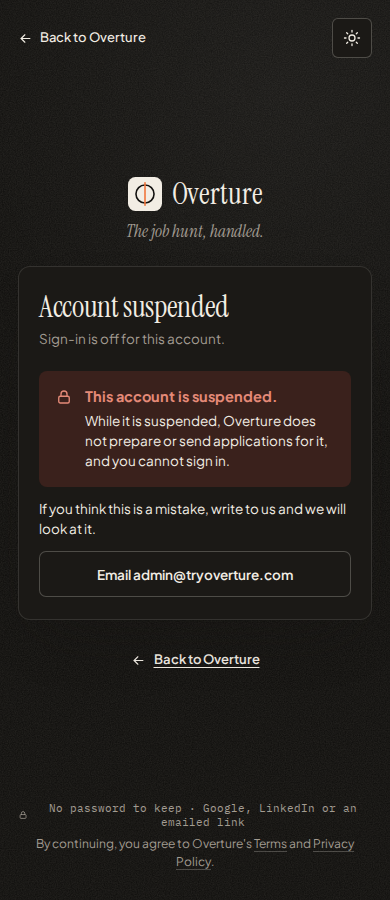 ← Back to Overture
Overture
The job hunt, handled.
Account suspended
Sign-in is off for this account.
This account is suspended.
While it is suspended, Overture does
not prepare or send applications for it,
and you cannot sign in.
If you think this is a mistake, write to us and we will
look at it.
Email admin@tryoverture.com
← Back to Overture
No password to keep · Google, LinkedIn or an
emailed link
By continuing, you agree to Overture's Terms and Privacy
Policy.